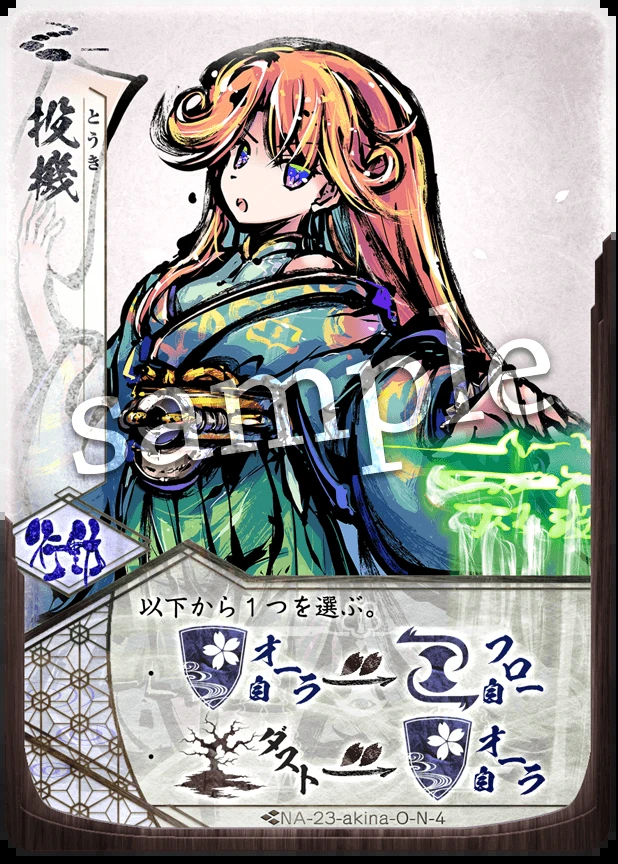 投機
とうき
sample
行動
以下から1つを選ぶ。
・ オーラ 自 フロー 自
・ ダスト オーラ 自
NA-23-akina-O-N-4